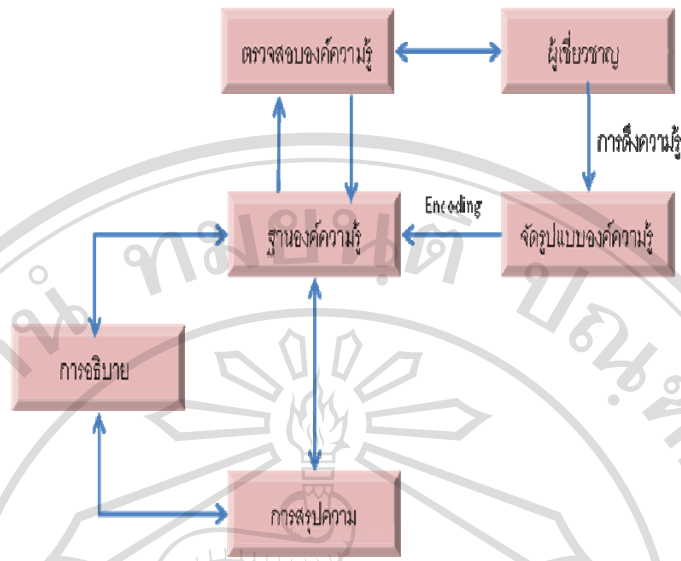 ตรวจสอบองค์ความรู้
ผู้เชี่ยวชาญ
การดึงความรู้
ฐานองค์ความรู้
Encoding
จัดรูปแบบองค์ความรู้
การอธิบาย
การสรุปความ